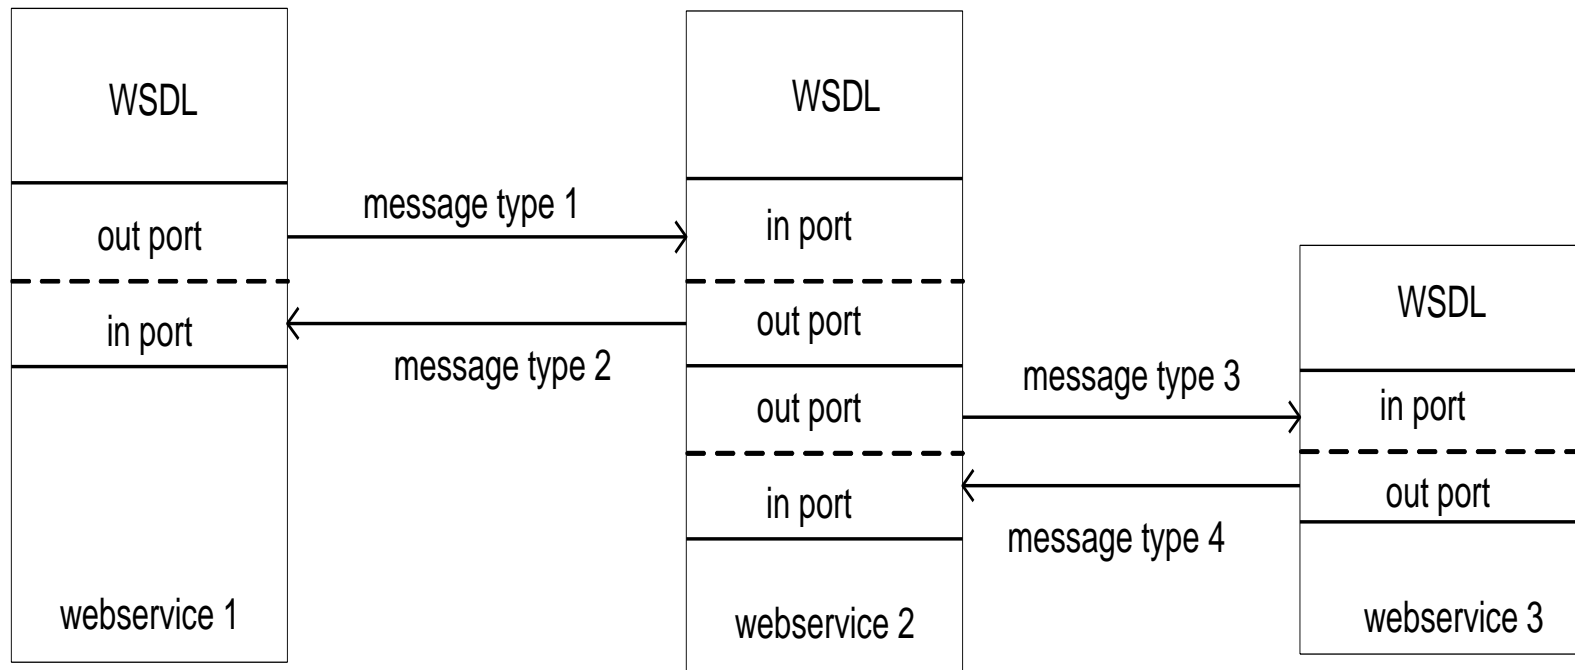 WSDL
out port
in port
webservice 1
message type 1
message type 2
WSDL
in port
out port
out port
in port
webservice 2
message type 3
message type 4
WSDL
in port
out port
webservice 3